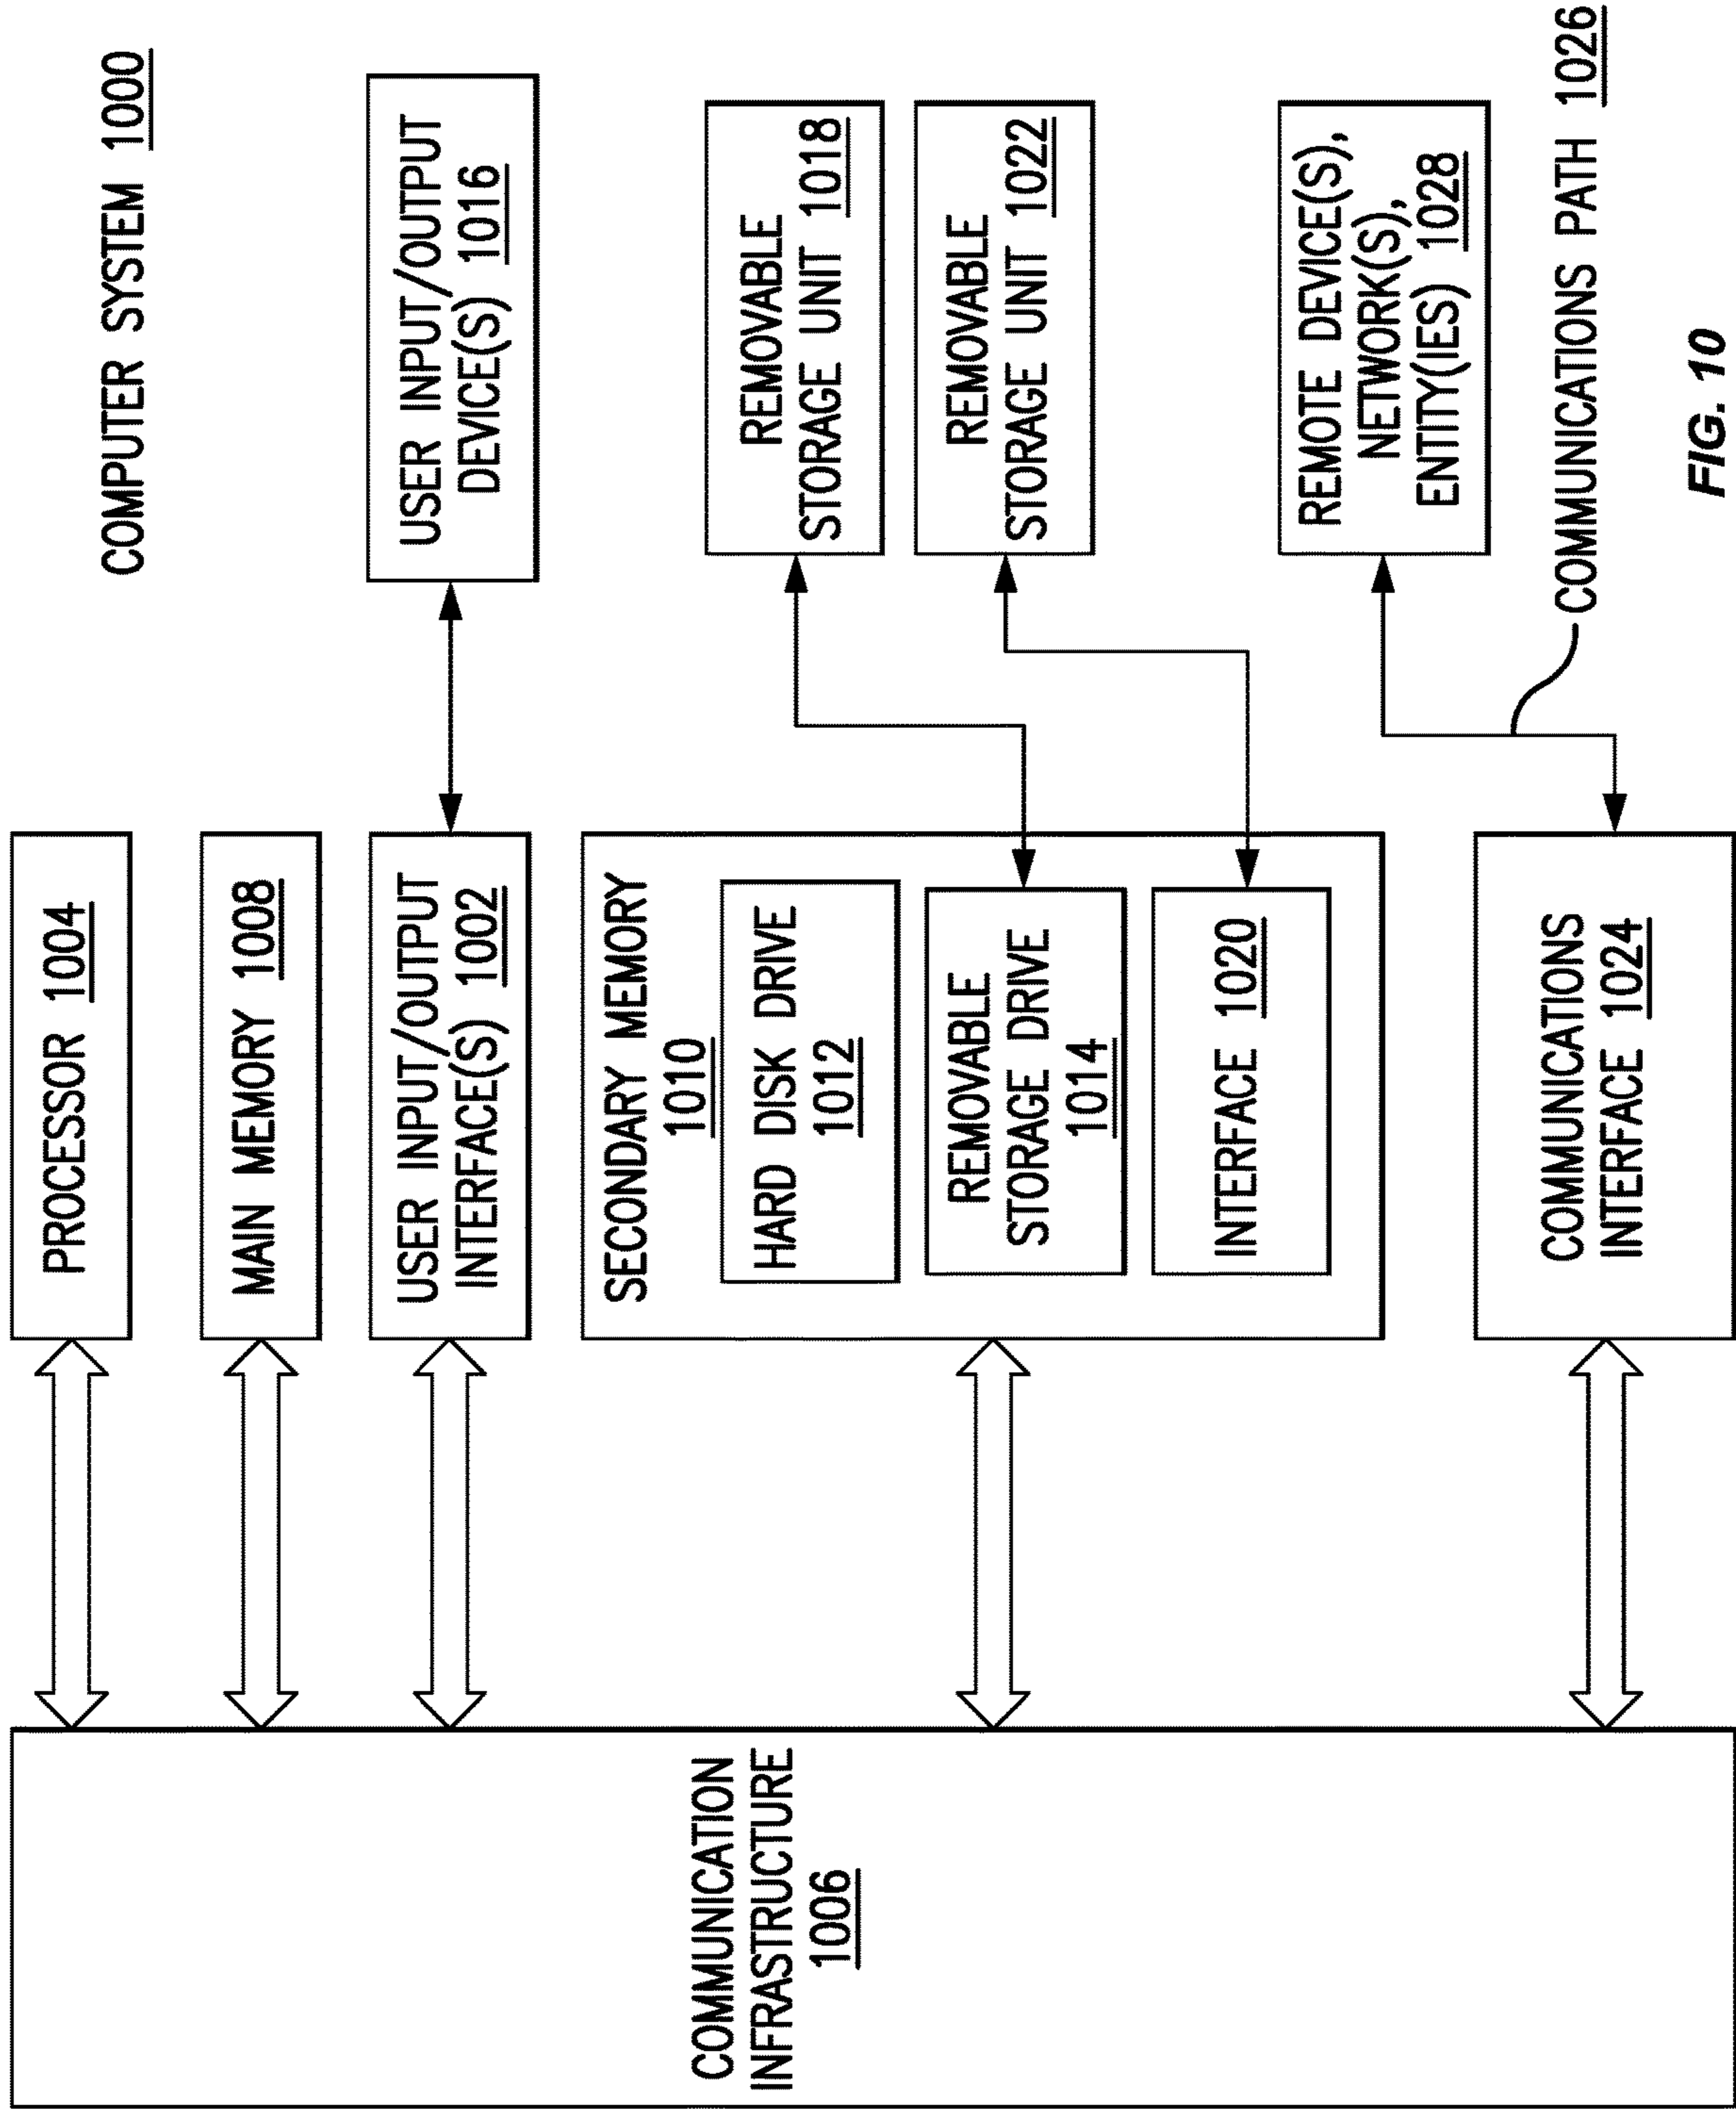 COMPUTER SYSTEM 1000
PROCESSOR 1004
MAIN MEMORY 1008
USER INPUT/OUTPUT
INTERFACE(S) 1002
USER INPUT/OUTPUT
DEVICE(S) 1016
COMMUNICATION
INFRASTRUCTURE
1006
SECONDARY MEMORY
1010
HARD DISK DRIVE
1012
REMOVABLE
STORAGE DRIVE
1014
INTERFACE 1020
REMOVABLE
STORAGE UNIT 1018
REMOVABLE
STORAGE UNIT 1022
COMMUNICATIONS
INTERFACE 1024
REMOTE DEVICE(S),
NETWORK(S),
ENTITY(IES) 1028
COMMUNICATIONS PATH 1026
FIG. 10